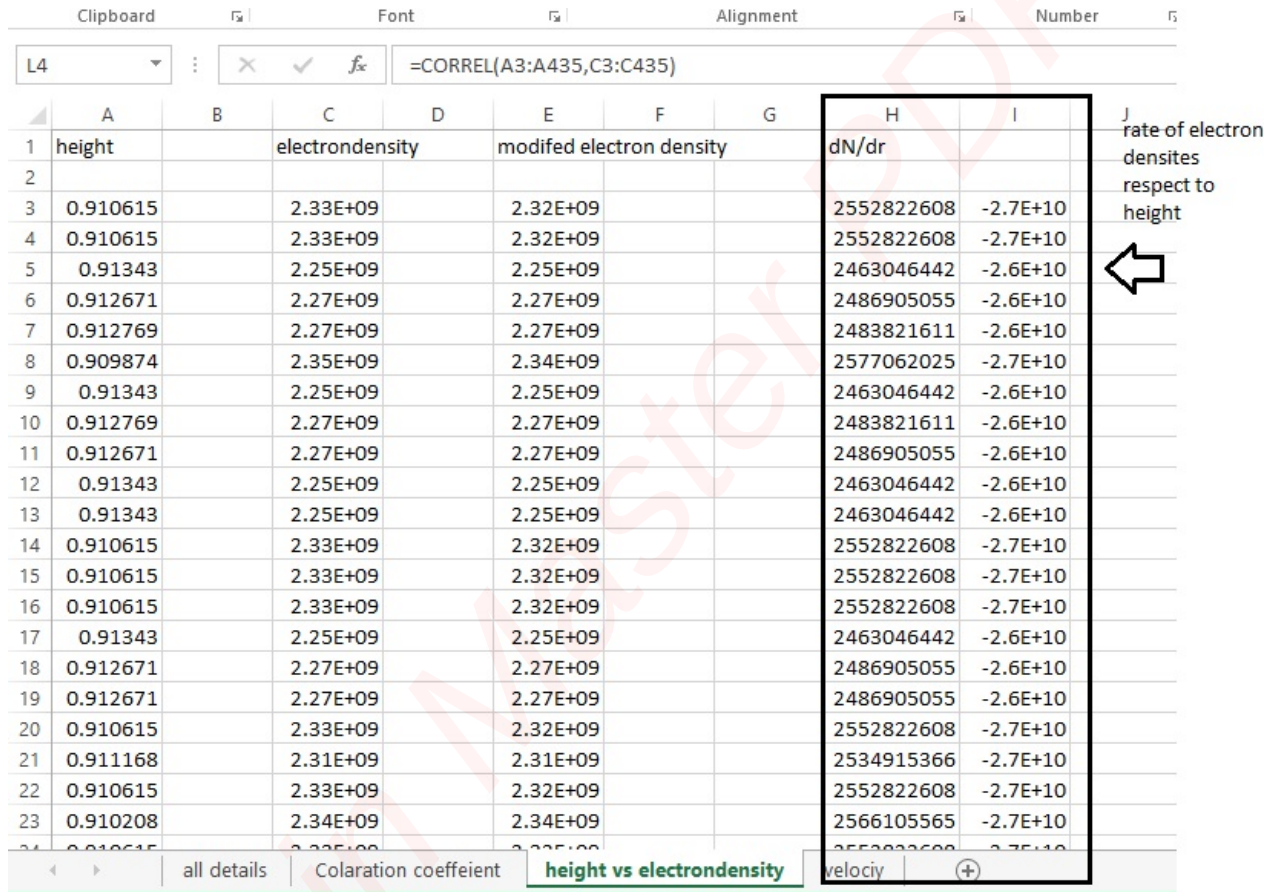 Clipboard Font Alignment Number
L4 fx =CORREL(A3:A435,C3:C435)
A B C D E F G H I J
1 height electrondensity modifed electron density dN/dr
rate of electron
densites
respect to
height
2
3 0.910615 2.33E+09 2.32E+09 2552822608 -2.7E+10
4 0.910615 2.33E+09 2.32E+09 2552822608 -2.7E+10
5 0.91343 2.25E+09 2.25E+09 2463046442 -2.6E+10
6 0.912671 2.27E+09 2.27E+09 2486905055 -2.6E+10
7 0.912769 2.27E+09 2.27E+09 2483821611 -2.6E+10
8 0.909874 2.35E+09 2.34E+09 2577062025 -2.7E+10
9 0.91343 2.25E+09 2.25E+09 2463046442 -2.6E+10
10 0.912769 2.27E+09 2.27E+09 2483821611 -2.6E+10
11 0.912671 2.27E+09 2.27E+09 2486905055 -2.6E+10
12 0.91343 2.25E+09 2.25E+09 2463046442 -2.6E+10
13 0.91343 2.25E+09 2.25E+09 2463046442 -2.6E+10
14 0.910615 2.33E+09 2.32E+09 2552822608 -2.7E+10
15 0.910615 2.33E+09 2.32E+09 2552822608 -2.7E+10
16 0.910615 2.33E+09 2.32E+09 2552822608 -2.7E+10
17 0.91343 2.25E+09 2.25E+09 2463046442 -2.6E+10
18 0.912671 2.27E+09 2.27E+09 2486905055 -2.6E+10
19 0.912671 2.27E+09 2.27E+09 2486905055 -2.6E+10
20 0.910615 2.33E+09 2.32E+09 2552822608 -2.7E+10
21 0.911168 2.31E+09 2.31E+09 2534915366 -2.7E+10
22 0.910615 2.33E+09 2.32E+09 2552822608 -2.7E+10
23 0.910208 2.34E+09 2.34E+09 2566105565 -2.7E+10
all details Colaration coeffeient height vs electrondensity velociy
in Master PD